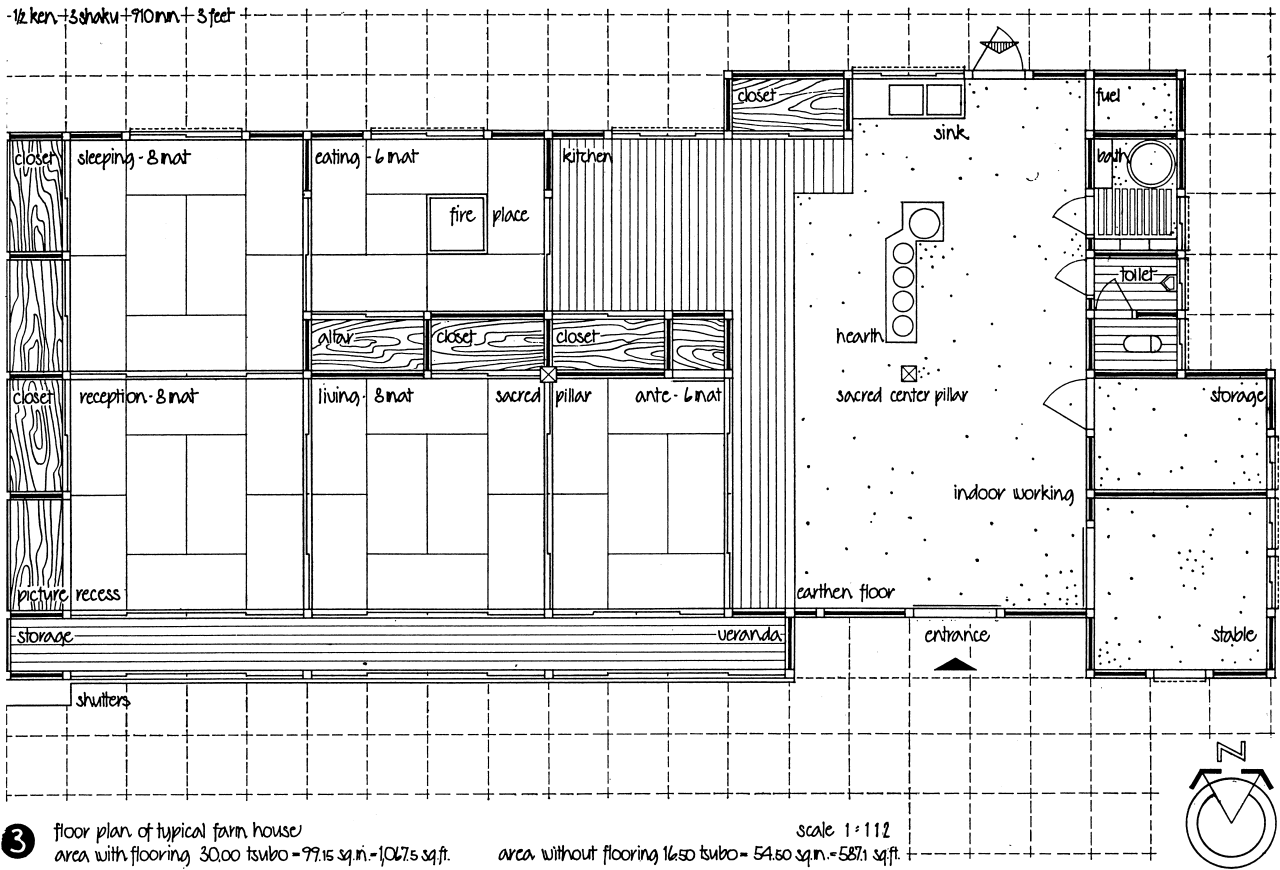 1/2 ken = 3 shaku = 910 mm = 3 feet
closet
fuel
sink
closet
sleeping - 8 mat
eating - 6 mat
kitchen
bath
fire place
toilet
altar
closet
closet
hearth
closet
reception - 8 mat
living - 8 mat
sacred pillar
ante - 6 mat
sacred center pillar
storage
indoor working
picture recess
earthen floor
storage
veranda
entrance
stable
shutters
N
3
floor plan of typical farm house
scale 1:112
area with flooring 30.00 tsubo = 99.15 sq.m. = 1,067.5 sq.ft.
area without flooring 16.50 tsubo = 54.50 sq.m. = 587.1 sq.ft.